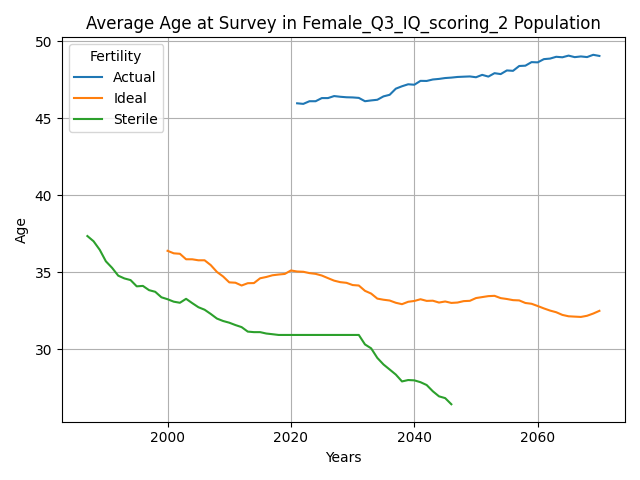 Average Age at Survey in Female_Q3_IQ_scoring_2 Population
50
45
40
35
30
Age
Fertility
Actual
Ideal
Sterile
2000
2020
2040
2060
Years